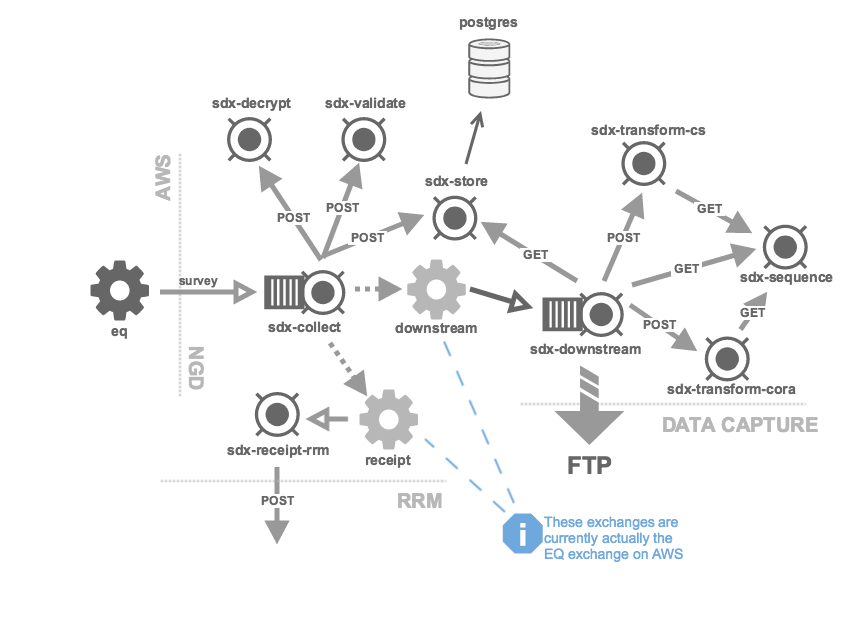 postgres
sdx-decrypt
sdx-validate
sdx-transform-cs
SWA
sdx-store
POST
POST
POST
GET
POST
GET
GET
sdx-sequence
survey
eq
sdx-collect
downstream
sdx-downstream
POST
GET
NGD
sdx-transform-cora
DATA CAPTURE
sdx-receipt-rrm
receipt
FTP
POST
RRM
i
These exchanges are
currently actually the
EQ exchange on AWS